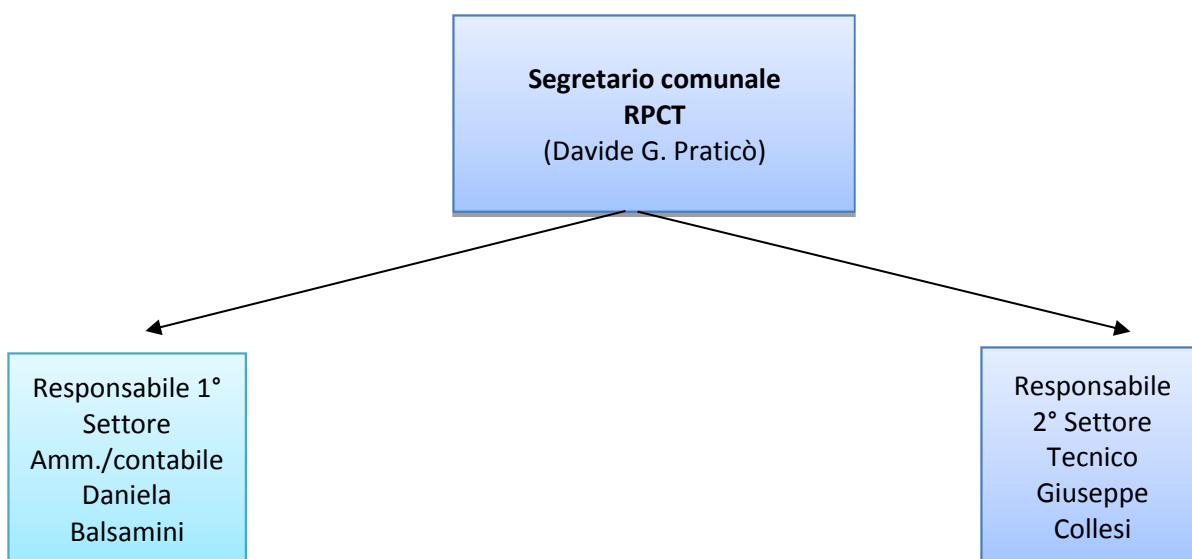 Segretario comunale
RPCT
(Davide G. Praticò)
Responsabile 1°
Settore
Amm./contabile
Daniela
Balsamini
Responsabile
2° Settore
Tecnico
Giuseppe
Collesi